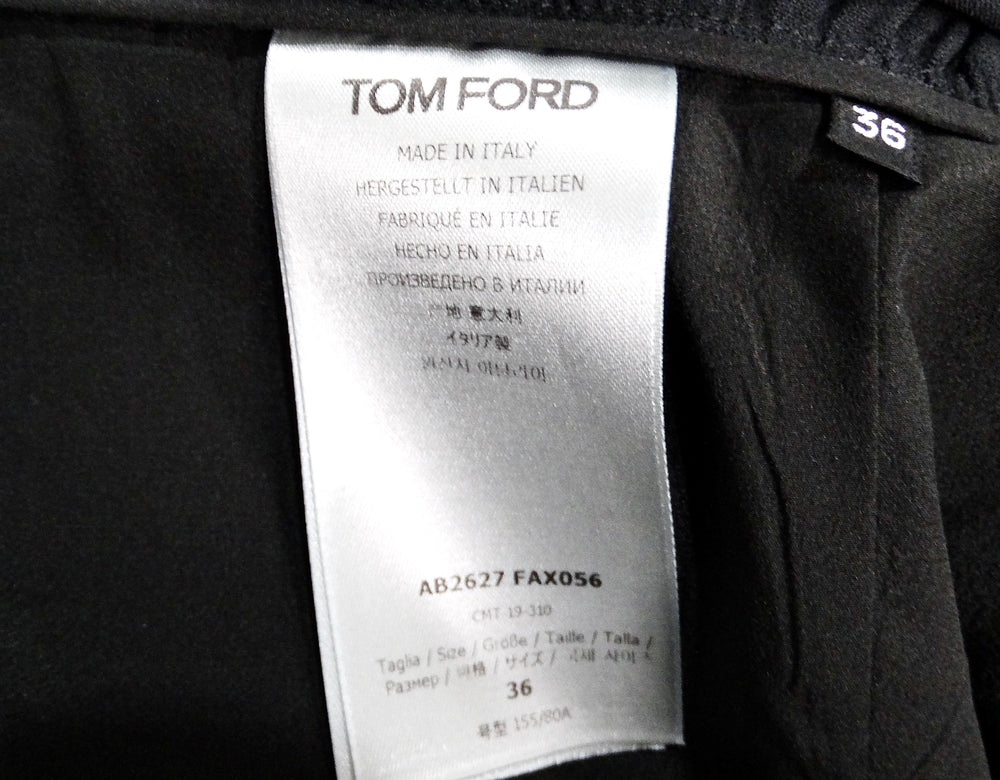 TOM FORD
MADE IN ITALY
HERGESTELLT IN ITALIEN
FABRIQUÉ EN ITALIE
HECHO EN ITALIA
ПРОИЗВЕДЕНО В ИТАЛИИ
地 意大利
イタリア製
36
AB2627 FAX056
CMT 19-310
Taglia / Size / Größe / Taille / Talla /
Размер / / サイズ /
36
号型 155/80A